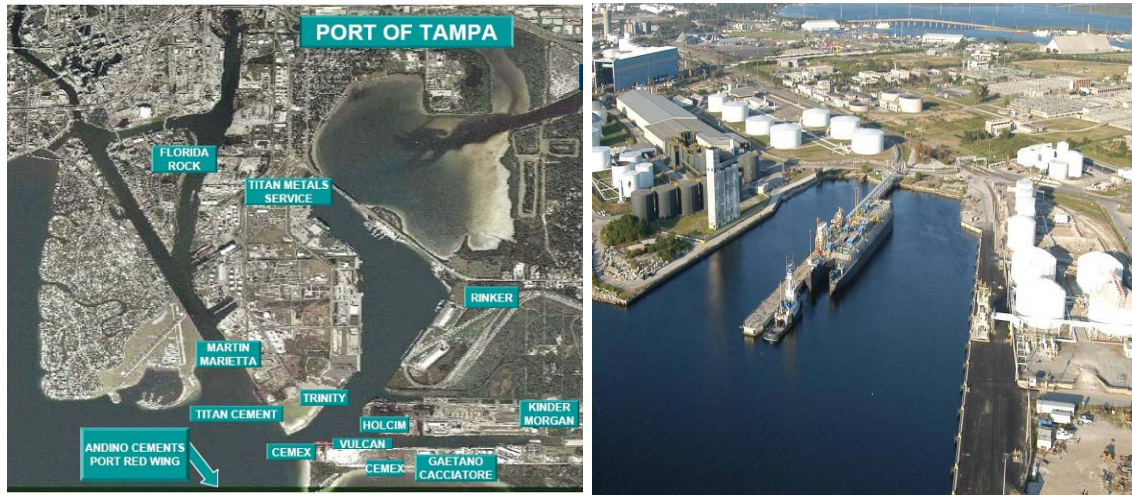 PORT OF TAMPA
FLORIDA
ROCK
TITAN METALS
SERVICE
RINKER
MARTIN
MARIETTA
TRINITY
TITAN CEMENT
HOLCIM
KINDER
MORGAN
ANDINO CEMENTS
PORT RED WING
CEMEX
VULCAN
CEMEX
GAETANO
CACCIATORE